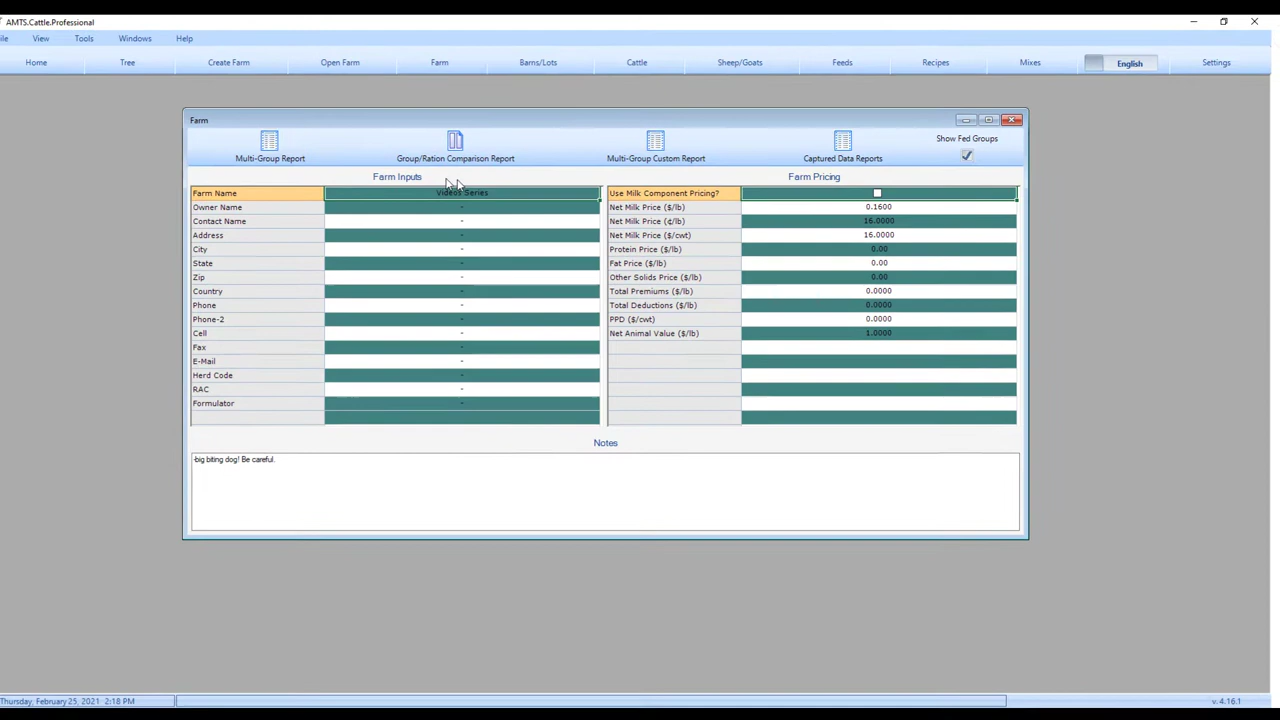 AMTS.Cattle.Professional
ile View Tools Windows Help
Home Tree Create Farm Open Farm Farm Barns/Lots Cattle Sheep/Goats Feeds Recipes Mixes English Settings
Farm
Multi-Group Report Group/Ration Comparison Report Multi-Group Custom Report Captured Data Reports Show Fed Groups
Farm Inputs Farm Pricing
Farm Name Videos Series Use Milk Component Pricing?
Owner Name - Net Milk Price ($/lb) 0.1600
Contact Name - Net Milk Price (¢/lb) 16.0000
Address - Net Milk Price ($/cwt) 16.0000
City - Protein Price ($/lb) 0.00
State - Fat Price ($/lb) 0.00
Zip - Other Solids Price ($/lb) 0.00
Country - Total Premiums ($/lb) 0.0000
Phone - Total Deductions ($/lb) 0.0000
Phone-2 - PPD ($/cwt) 0.0000
Cell - Net Animal Value ($/lb) 1.0000
Fax -
E-Mail -
Herd Code -
RAC -
Formulator -
Notes
-big biting dog! Be careful.
Thursday, February 25, 2021 2:18 PM v. 4.16.1